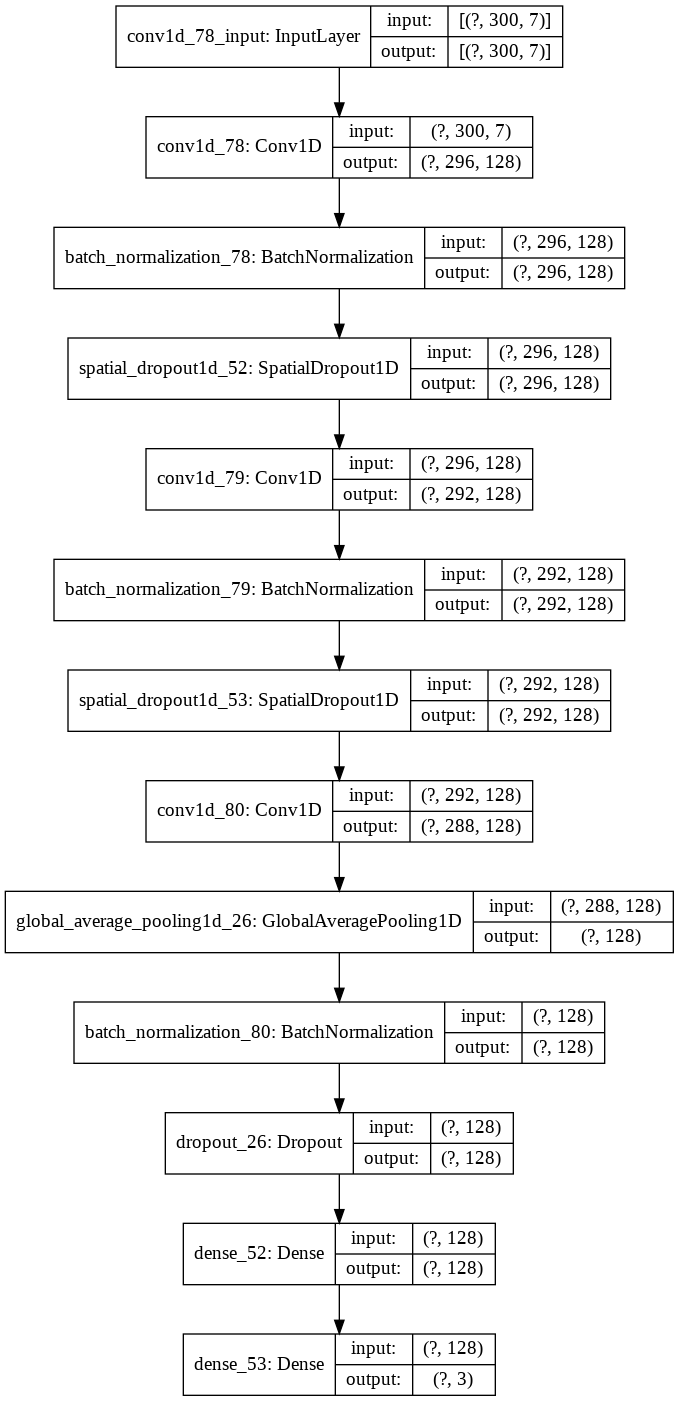 conv1d_78_input: InputLayer
input: [(?, 300, 7)]
output: [(?, 300, 7)]
conv1d_78: Conv1D
input: (?, 300, 7)
output: (?, 296, 128)
batch_normalization_78: BatchNormalization
input: (?, 296, 128)
output: (?, 296, 128)
spatial_dropout1d_52: SpatialDropout1D
input: (?, 296, 128)
output: (?, 296, 128)
conv1d_79: Conv1D
input: (?, 296, 128)
output: (?, 292, 128)
batch_normalization_79: BatchNormalization
input: (?, 292, 128)
output: (?, 292, 128)
spatial_dropout1d_53: SpatialDropout1D
input: (?, 292, 128)
output: (?, 292, 128)
conv1d_80: Conv1D
input: (?, 292, 128)
output: (?, 288, 128)
global_average_pooling1d_26: GlobalAveragePooling1D
input: (?, 288, 128)
output: (?, 128)
batch_normalization_80: BatchNormalization
input: (?, 128)
output: (?, 128)
dropout_26: Dropout
input: (?, 128)
output: (?, 128)
dense_52: Dense
input: (?, 128)
output: (?, 128)
dense_53: Dense
input: (?, 128)
output: (?, 3)